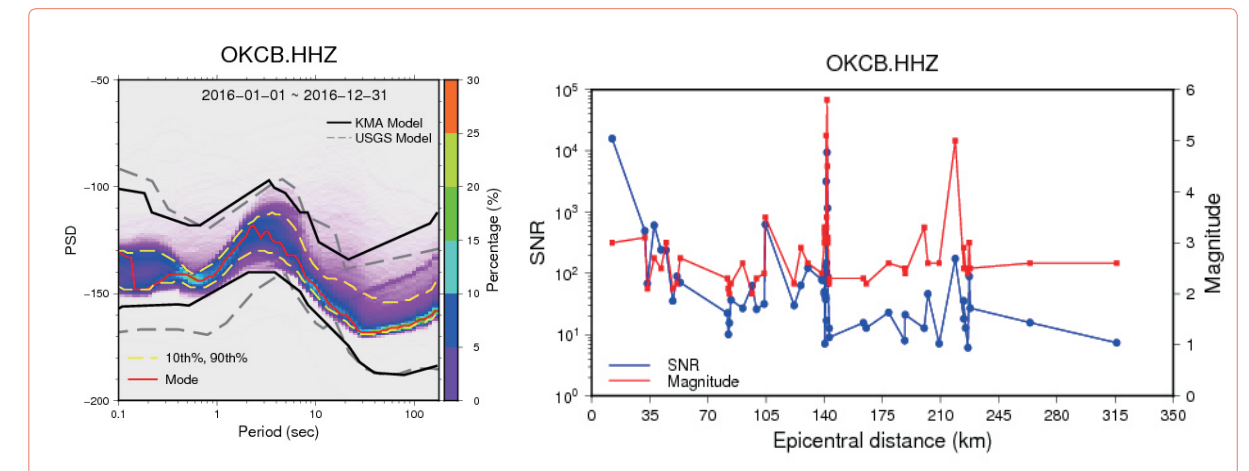 OKCB.HHZ
2016-01-01 ~ 2016-12-31
KMA Model
USGS Model
10th%, 90th%
Mode
PSD
−50
−100
−150
−200
0.1 1 10 100
Period (sec)
30
25
20
15
10
5
0
Percentage (%)
OKCB.HHZ
SNR
10^5
10^4
10^3
10^2
10^1
10^0
SNR
Magnitude
0 35 70 105 140 175 210 245 280 315 350
Epicentral distance (km)
6
5
4
3
2
1
0
Magnitude